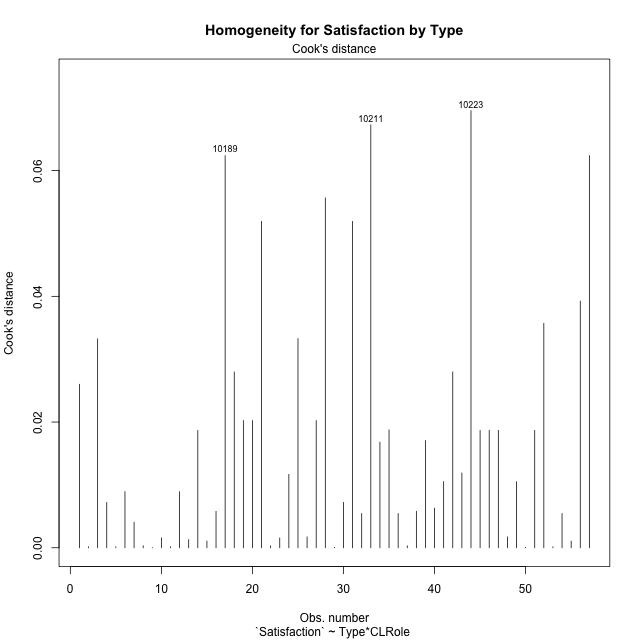 Homogeneity for Satisfaction by Type
Cook's distance
10223
10211
10189
Cook's distance
0.06
0.04
0.02
0.00
0 10 20 30 40 50
Obs. number
`Satisfaction` ~ Type*CLRole